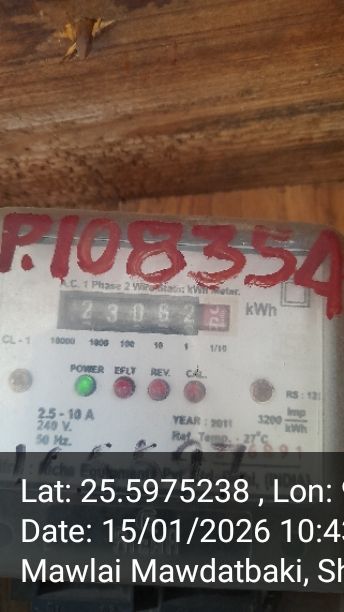 P.108354
A.C. 1 Phase 2 Wire Static kWh Meter.
23062 kWh
CL - 1 10000 1000 100 10 1 1/10
POWER EFLT REV. CAL.
2.5 - 10 A
240 V.
50 Hz.
YEARR : 2011
3200 imp/kWh
Ref. Temp. - 27°C
Lat: 25.5975238 , Lon:
Date: 15/01/2026 10:43
Mawlai Mawdatbaki, Sh